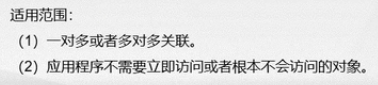 适用范围：
（1）一对多或者多对多关联。
（2）应用程序不需要立即访问或者根本不会访问的对象。